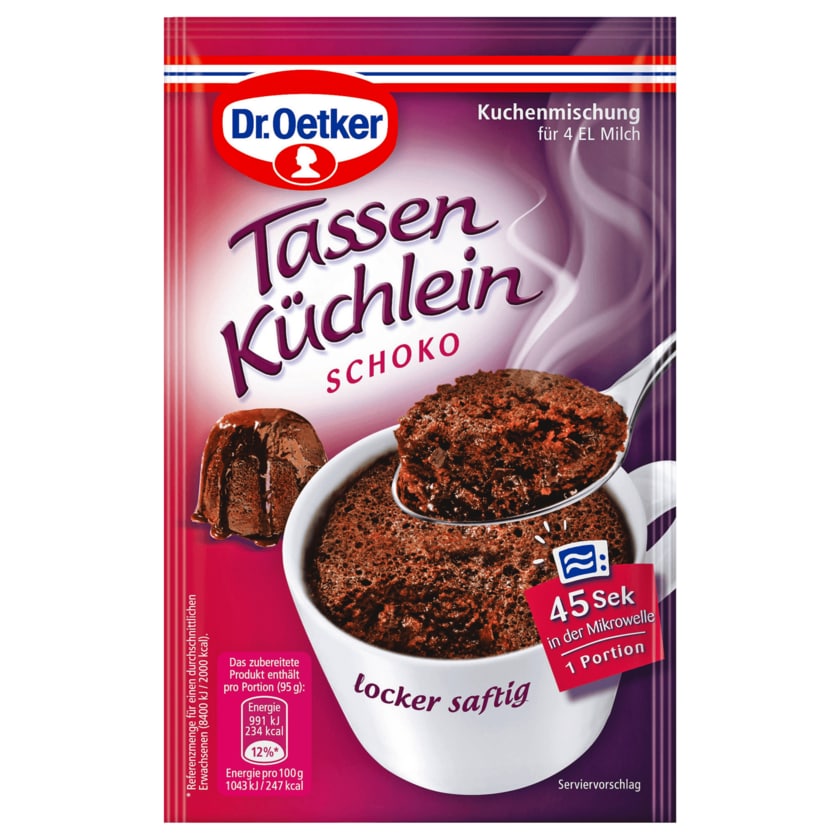 Dr. Oetker
Kuchenmischung
für 4 EL Milch
Tassen
Küchlein
SCHOKO
45 Sek
in der Mikrowelle
1 Portion
locker saftig
Das zubereitete
Produkt enthält
pro Portion (95 g):
Energie
991 kJ
234 kcal
12%*
Energie pro 100 g
1043 kJ / 247 kcal
* Referenzmenge für einen durchschnittlichen
Erwachsenen (8400 kJ / 2000 kcal).
Serviervorschlag